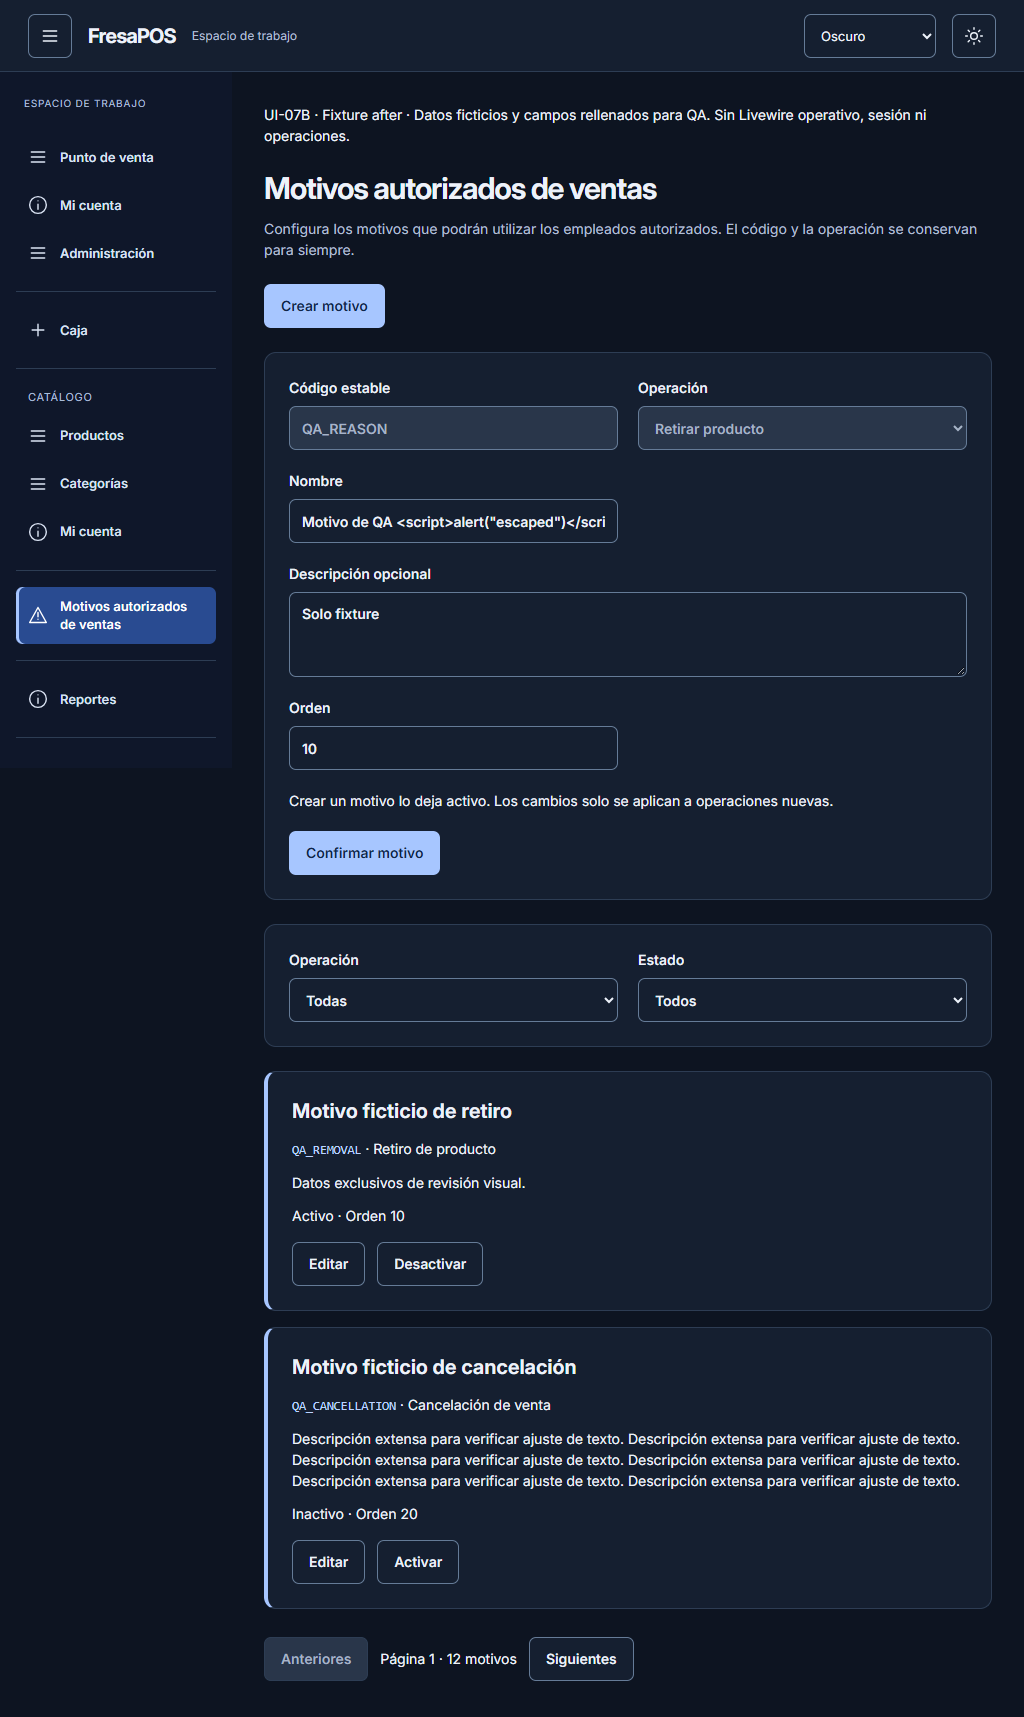 FresaPOS
Espacio de trabajo
Oscuro
ESPACIO DE TRABAJO
Punto de venta
Mi cuenta
Administración
Caja
CATÁLOGO
Productos
Categorías
Mi cuenta
Motivos autorizados
de ventas
Reportes
UI-07B · Fixture after · Datos ficticios y campos rellenados para QA. Sin Livewire operativo, sesión ni
operaciones.
Motivos autorizados de ventas
Configura los motivos que podrán utilizar los empleados autorizados. El código y la operación se conservan
para siempre.
Crear motivo
Código estable
Operación
QA_REASON
Retirar producto
Nombre
Motivo de QA <script>alert("escaped")</scri
Descripción opcional
Solo fixture
Orden
10
Crear un motivo lo deja activo. Los cambios solo se aplican a operaciones nuevas.
Confirmar motivo
Operación
Estado
Todas
Todos
Motivo ficticio de retiro
QA_REMOVAL · Retiro de producto
Datos exclusivos de revisión visual.
Activo · Orden 10
Editar
Desactivar
Motivo ficticio de cancelación
QA_CANCELLATION · Cancelación de venta
Descripción extensa para verificar ajuste de texto. Descripción extensa para verificar ajuste de texto.
Descripción extensa para verificar ajuste de texto. Descripción extensa para verificar ajuste de texto.
Descripción extensa para verificar ajuste de texto. Descripción extensa para verificar ajuste de texto.
Inactivo · Orden 20
Editar
Activar
Anteriores
Página 1 · 12 motivos
Siguientes